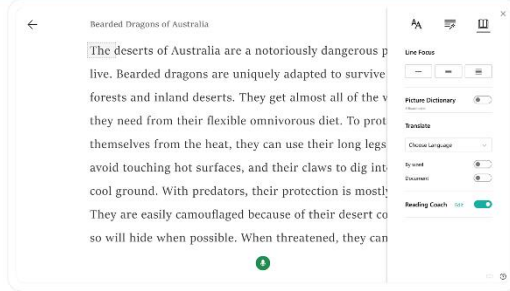 Bearded Dragons of Australia
The deserts of Australia are a notoriously dangerous p
live. Bearded dragons are uniquely adapted to survive
forests and inland deserts. They get almost all of the v
they need from their flexible omnivorous diet. To prot
themselves from the heat, they can use their long legs
avoid touching hot surfaces, and their claws to dig int
cool ground. With predators, their protection is mostly
They are easily camouflaged because of their desert co
so will hide when possible. When threatened, they can
AA
Line Focus
Picture Dictionary
Translate
Choose Language
By word
Document
Reading Coach